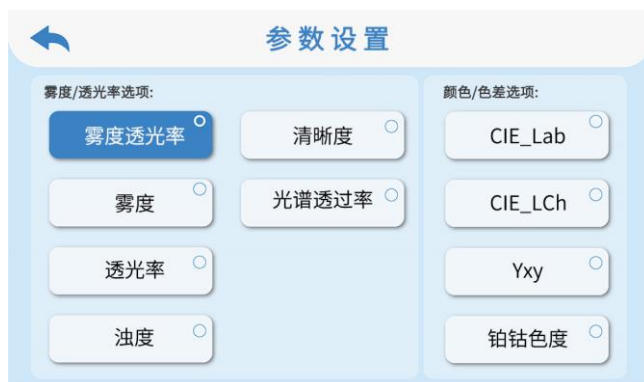 参数设置
雾度/透光率选项:
雾度透光率
清晰度
雾度
光谱透过率
透光率
浊度
颜色/色差选项:
CIE_Lab
CIE_LCh
Yxy
铂钴色度